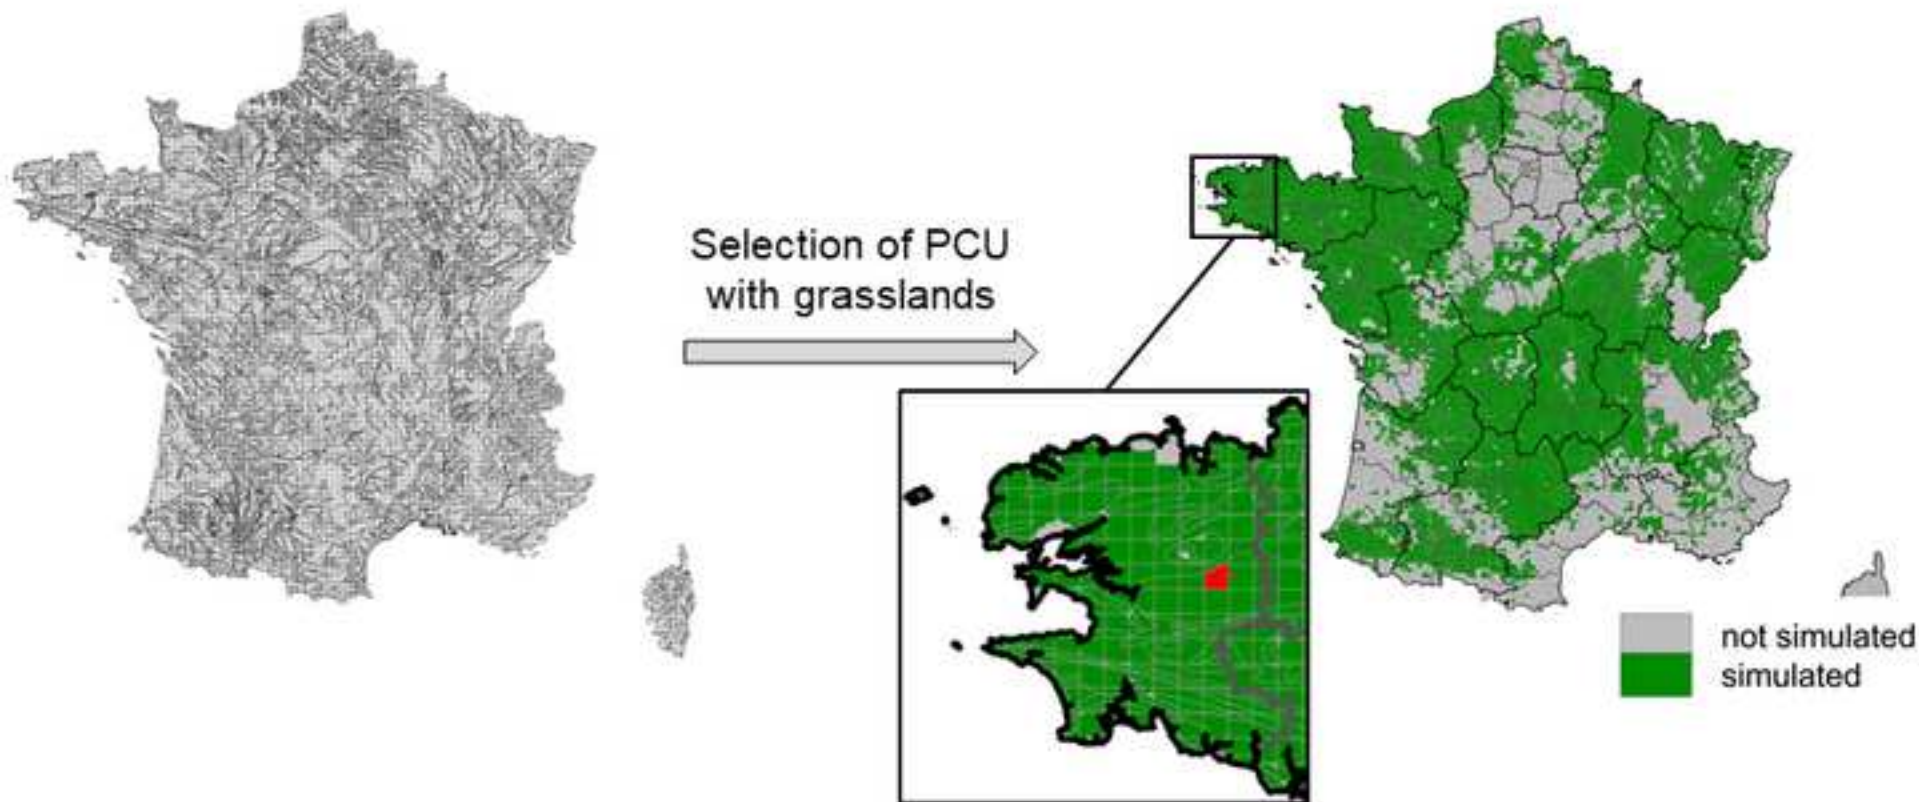 Selection of PCU
with grasslands
not simulated
simulated